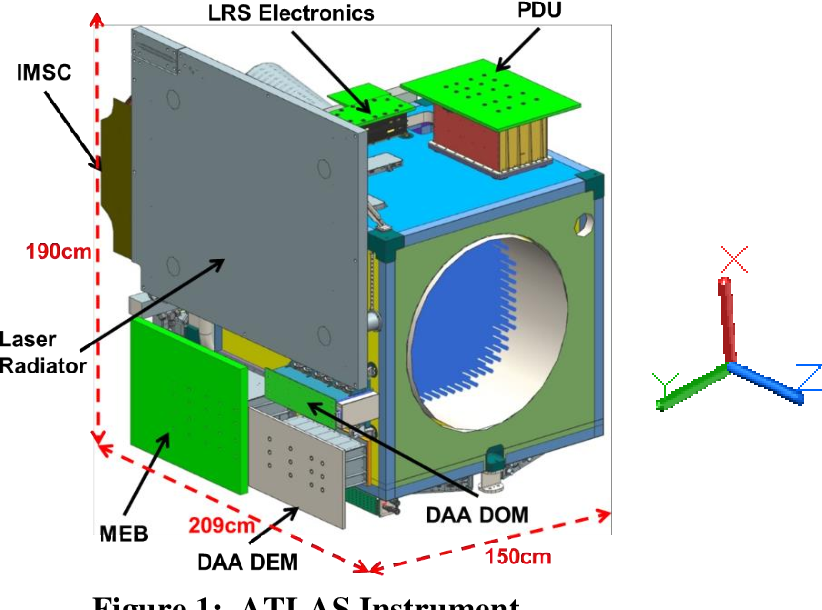 LRS Electronics
PDU
IMSC
190cm
X
Y
Z
Laser
Radiator
MEB
209cm
DAA DEM
DAA DOM
150cm
Figure 1: ATLAS Instrument